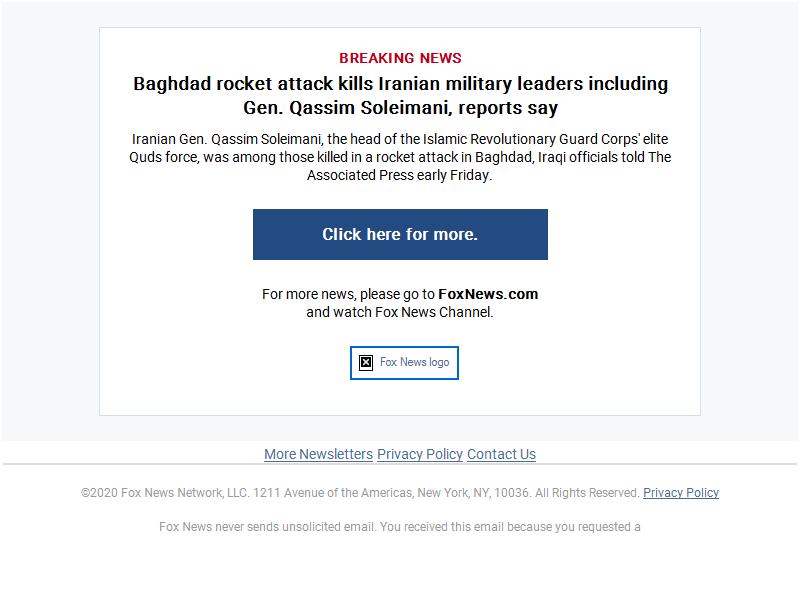 BREAKING NEWS
Baghdad rocket attack kills Iranian military leaders including
Gen. Qassim Soleimani, reports say
Iranian Gen. Qassim Soleimani, the head of the Islamic Revolutionary Guard Corps' elite
Quds force, was among those killed in a rocket attack in Baghdad, Iraqi officials told The
Associated Press early Friday.
Click here for more.
For more news, please go to FoxNews.com
and watch Fox News Channel.
Fox News logo
More Newsletters Privacy Policy Contact Us
©2020 Fox News Network, LLC. 1211 Avenue of the Americas, New York, NY, 10036. All Rights Reserved. Privacy Policy
Fox News never sends unsolicited email. You received this email because you requested a